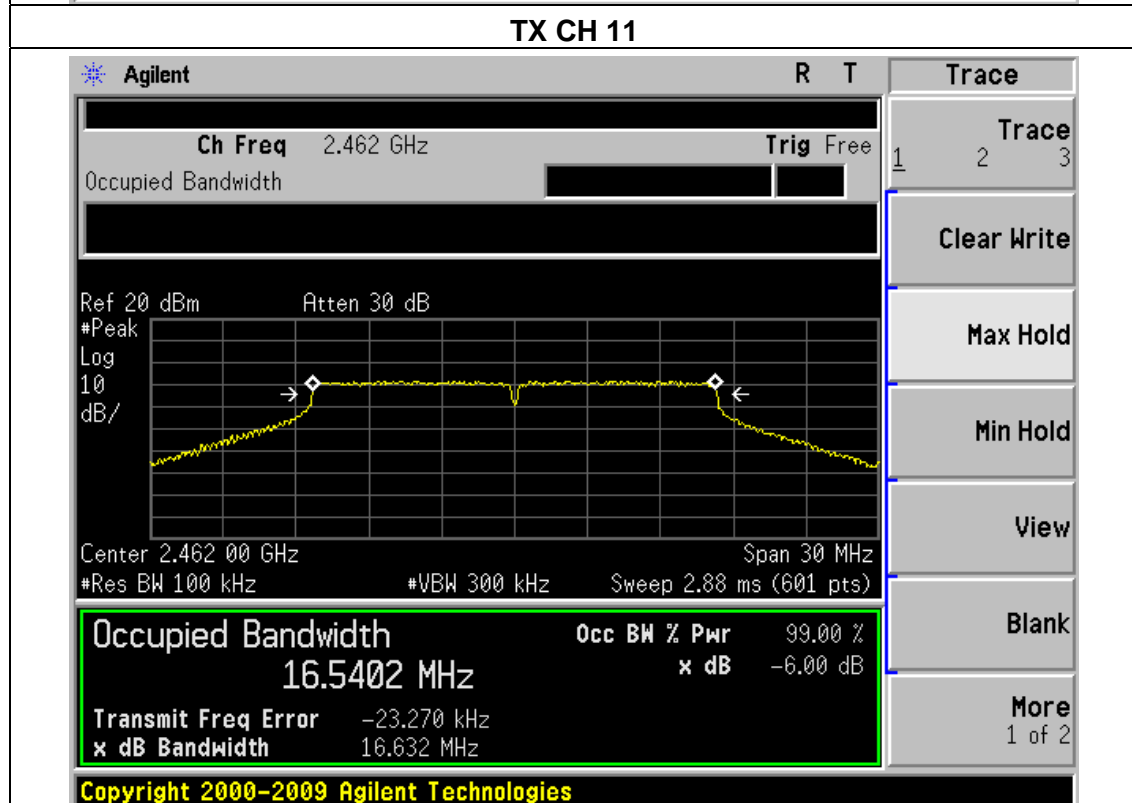 TX CH 11
Agilent R T Trace
Ch Freq 2.462 GHz Trig Free
Occupied Bandwidth
Trace
1 2 3
Clear Write
Max Hold
Min Hold
View
Blank
More
1 of 2
Ref 20 dBm Atten 30 dB
#Peak
Log
10
dB/
Center 2.462 00 GHz Span 30 MHz
#Res BW 100 kHz #VBW 300 kHz Sweep 2.88 ms (601 pts)
Occupied Bandwidth Occ BW % Pwr 99.00 %
16.5402 MHz x dB -6.00 dB
Transmit Freq Error -23.270 kHz
x dB Bandwidth 16.632 MHz
Copyright 2000-2009 Agilent Technologies